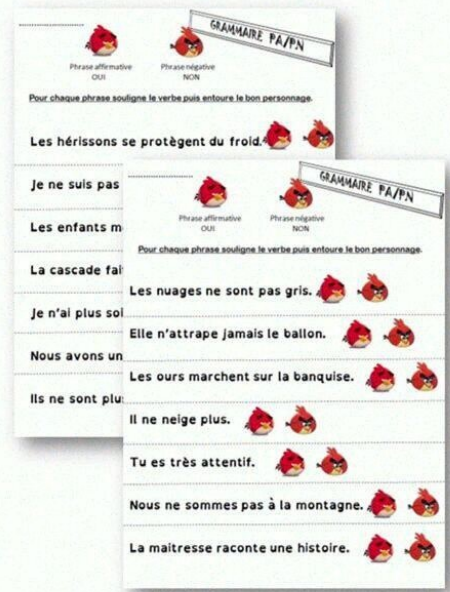 GRAMMAIRE PA/PN
Phrase affirmative
OUI
Phrase négative
NON
Pour chaque phrase souligne le verbe puis entoure le bon personnage.
Les hérissons se protègent du froid.
Je ne suis pas
Les enfants m
La cascade fai
Je n'ai plus soi
Nous avons un
Ils ne sont plu
GRAMMAIRE PA/PN
Phrase affirmative
OUI
Phrase négative
NON
Pour chaque phrase souligne le verbe puis entoure le bon personnage.
Les nuages ne sont pas gris.
Elle n'attrape jamais le ballon.
Les ours marchent sur la banquise.
Il ne neige plus.
Tu es très attentif.
Nous ne sommes pas à la montagne.
La maitresse raconte une histoire.